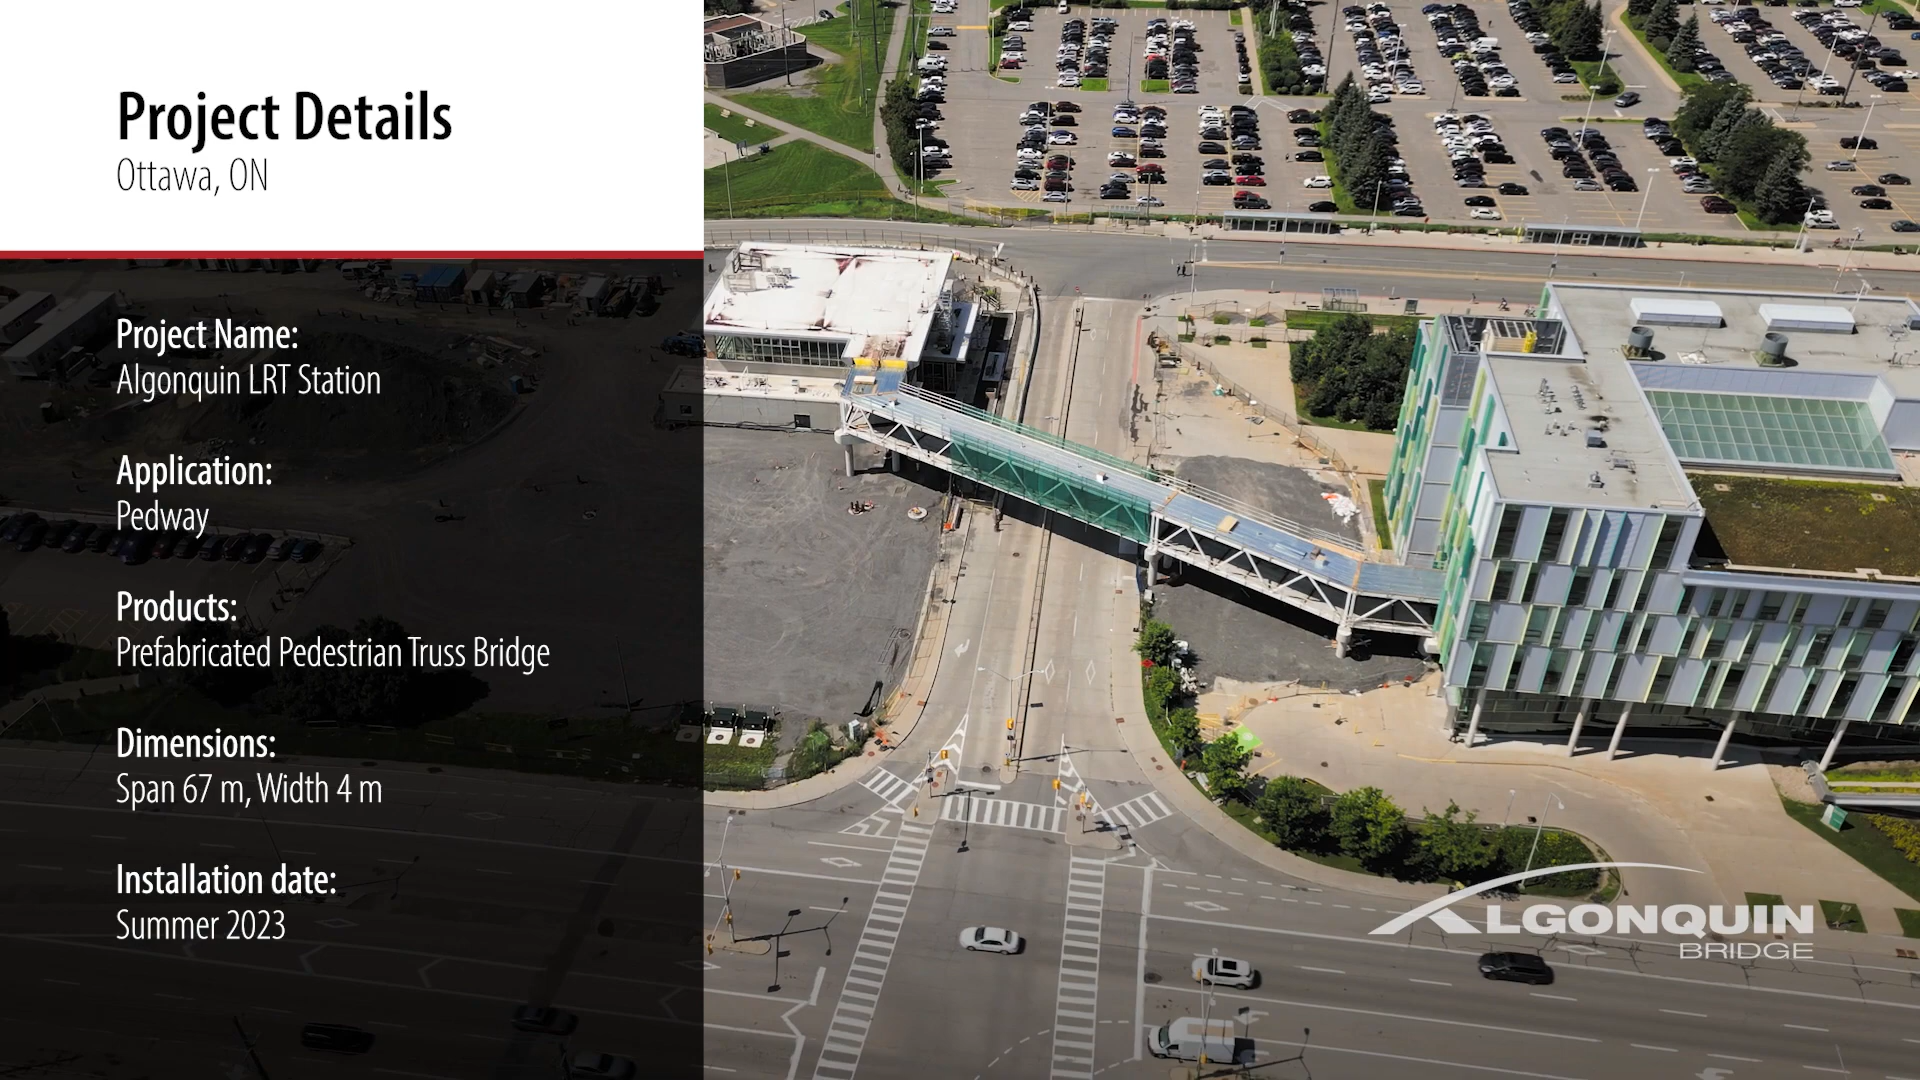 Project Details
Ottawa, ON
Project Name:
Algonquin LRT Station
Application:
Pedway
Products:
Prefabricated Pedestrian Truss Bridge
Dimensions:
Span 67 m, Width 4 m
Installation date:
Summer 2023
ALGONQUIN
BRIDGE